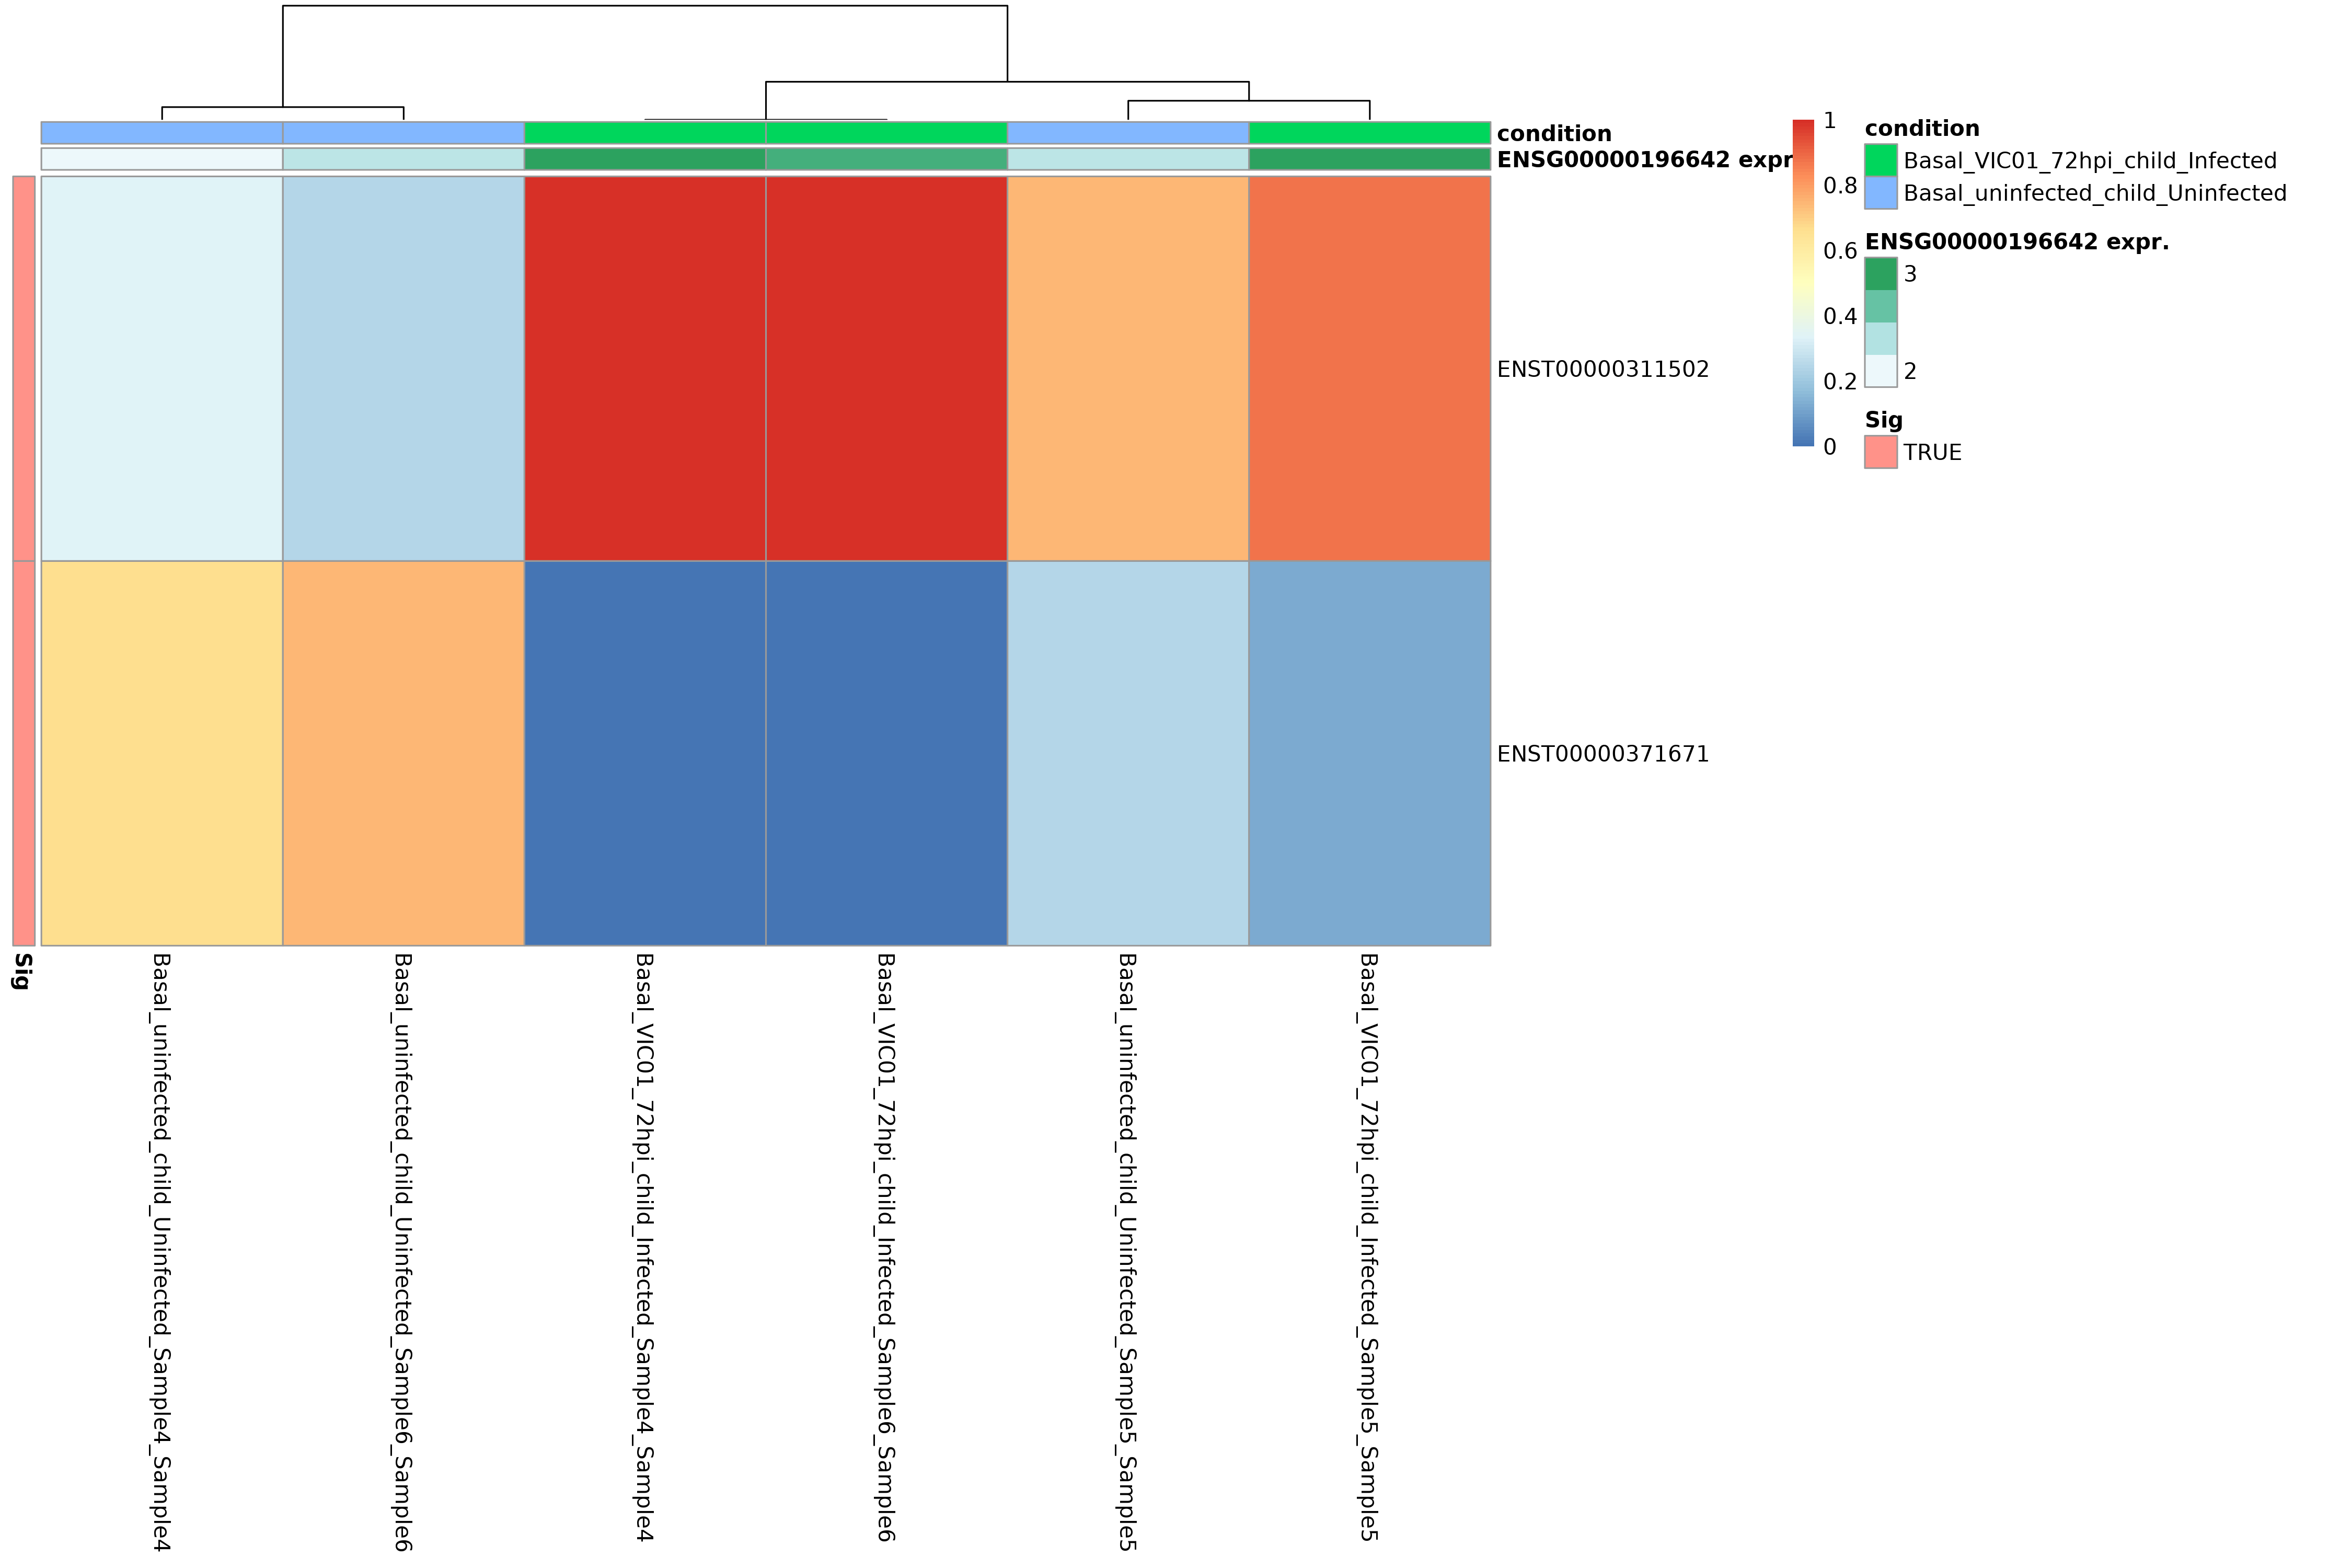 condition
ENSG00000196642 expr
ENST00000311502
ENST00000371671
1
0.8
0.6
0.4
0.2
0
condition
Basal_VIC01_72hpi_child_Infected
Basal_uninfected_child_Uninfected
ENSG00000196642 expr.
3
2
Sig
TRUE
Sig
Basal_uninfected_child_Uninfected_Sample4_Sample4
Basal_uninfected_child_Uninfected_Sample6_Sample6
Basal_VIC01_72hpi_child_Infected_Sample4_Sample4
Basal_VIC01_72hpi_child_Infected_Sample6_Sample6
Basal_uninfected_child_Uninfected_Sample5_Sample5
Basal_VIC01_72hpi_child_Infected_Sample5_Sample5